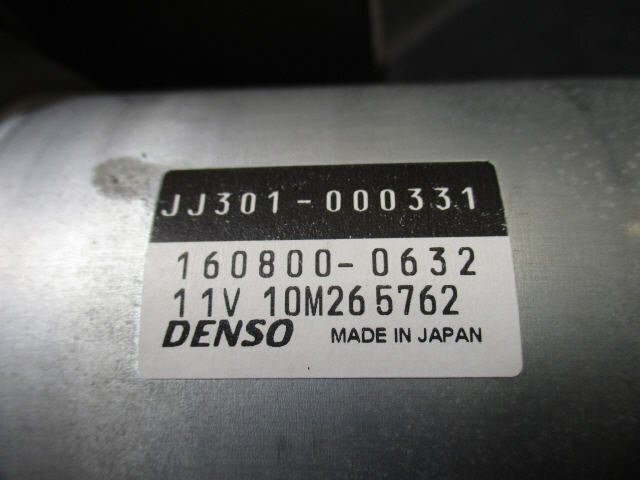 JJ301-000331
160800-0632
11V 10M265762
DENSO MADE IN JAPAN